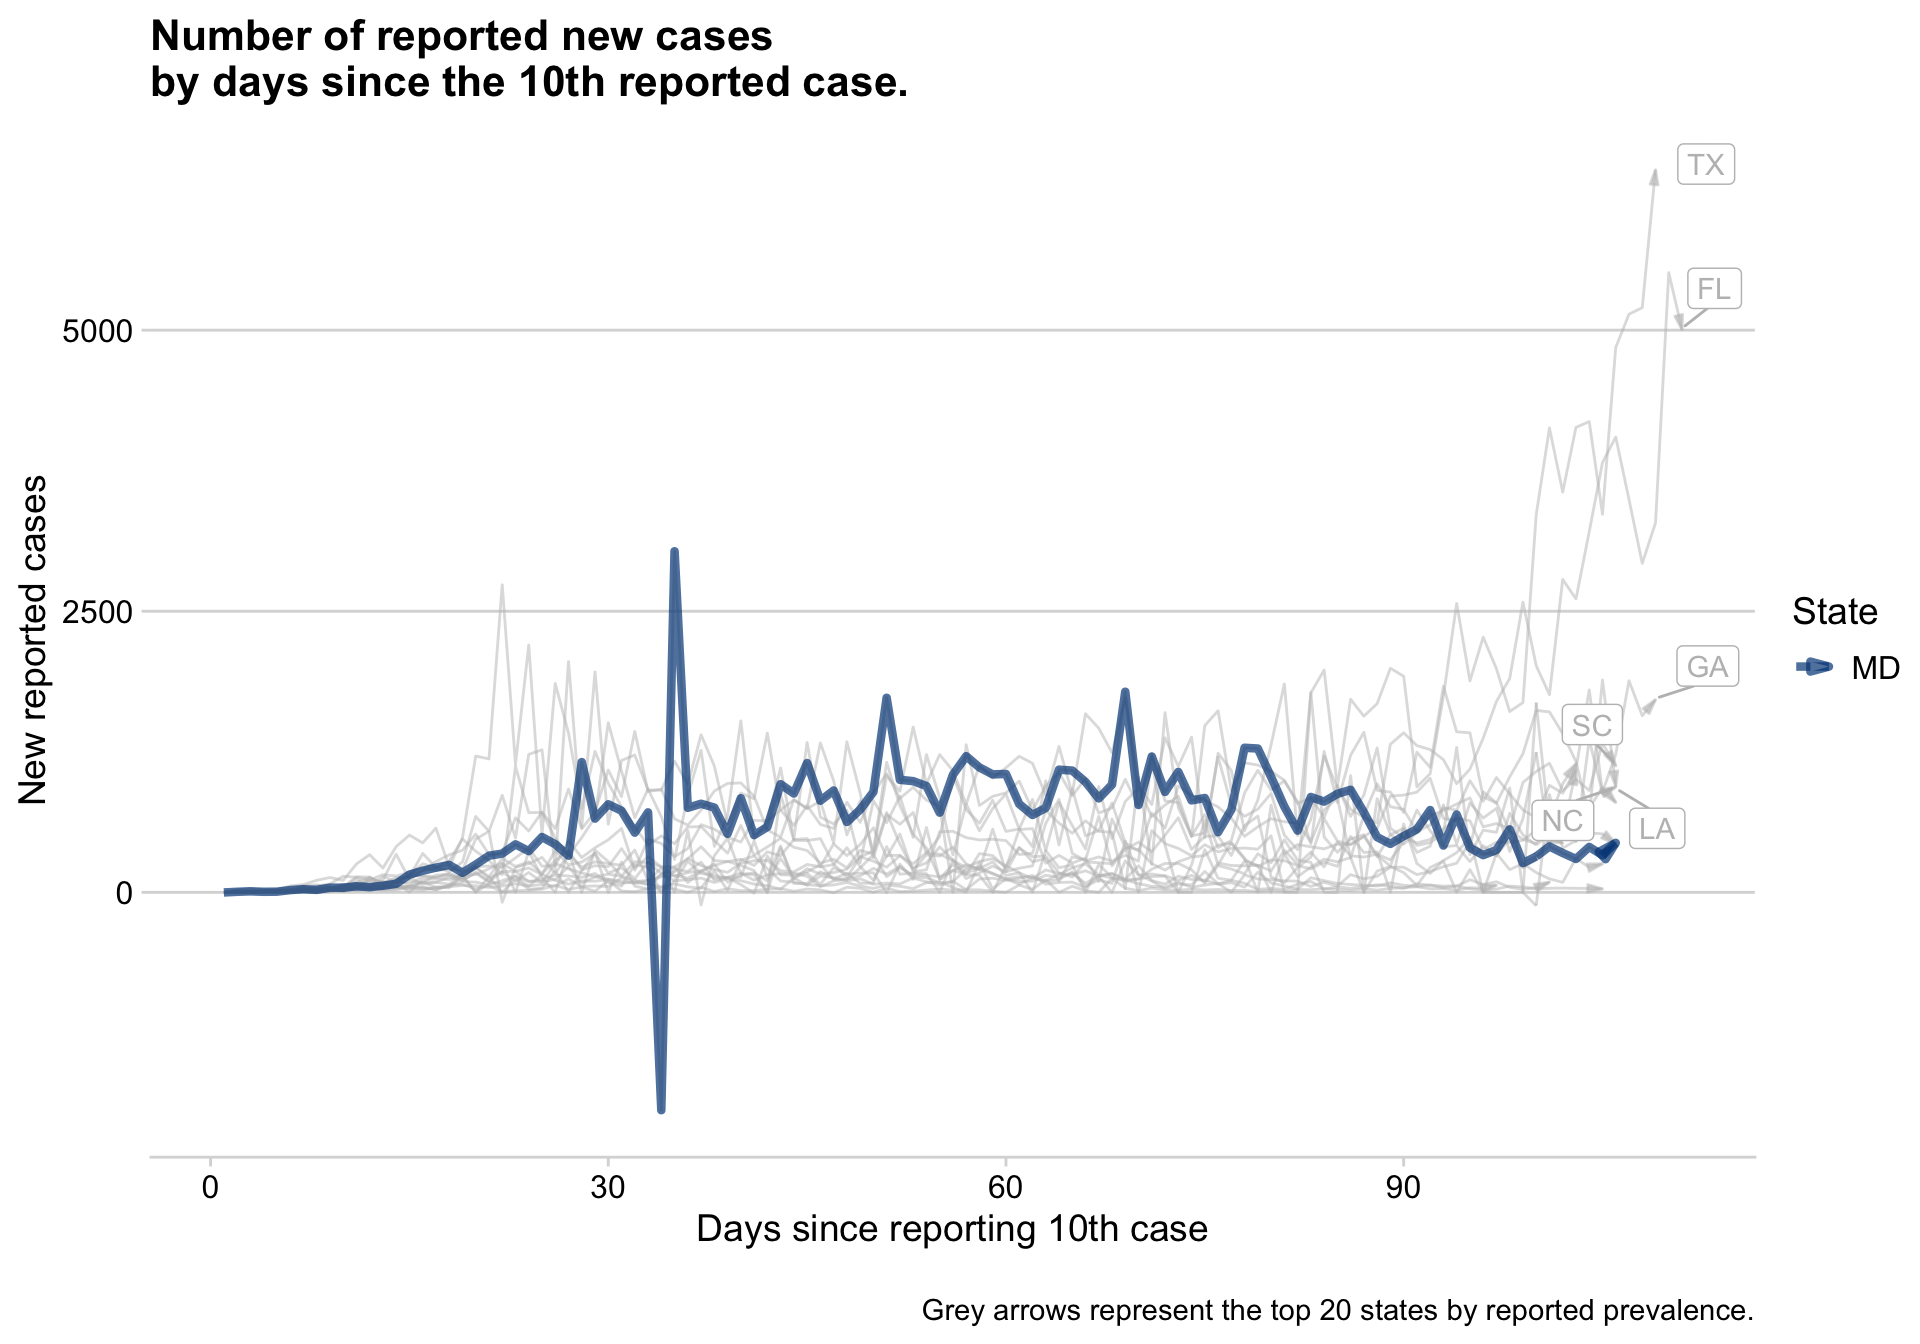 Number of reported new cases
by days since the 10th reported case.
TX
FL
5000
New reported cases
2500
State
MD
GA
SC
NC
LA
0
0
30
60
90
Days since reporting 10th case
Grey arrows represent the top 20 states by reported prevalence.